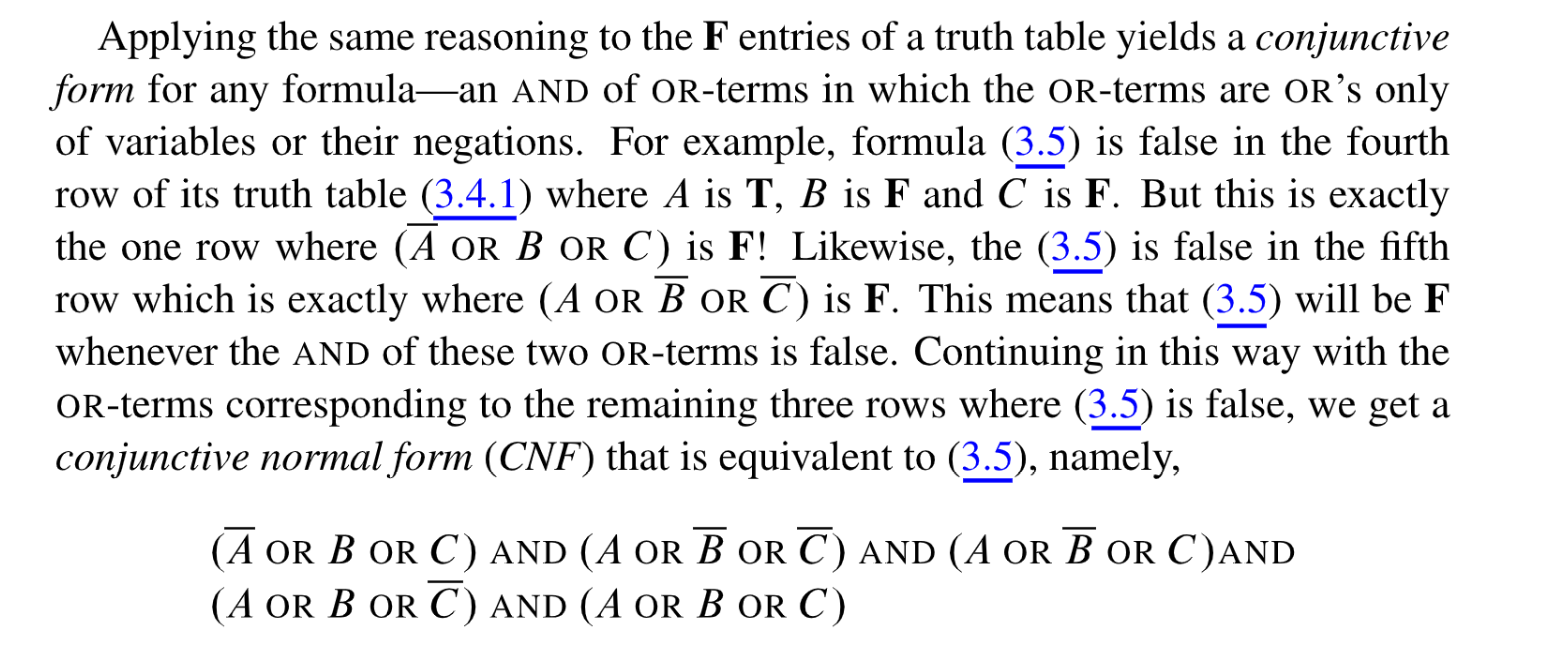 Applying the same reasoning to the F entries of a truth table yields a conjunctive
form for any formula—an AND of OR-terms in which the OR-terms are OR’s only
of variables or their negations. For example, formula (3.5) is false in the fourth
row of its truth table (3.4.1) where A is T, B is F and C is F. But this is exactly
the one row where (A̅ OR B OR C) is F! Likewise, the (3.5) is false in the fifth
row which is exactly where (A OR B̅ OR C̅) is F. This means that (3.5) will be F
whenever the AND of these two OR-terms is false. Continuing in this way with the
OR-terms corresponding to the remaining three rows where (3.5) is false, we get a
conjunctive normal form (CNF) that is equivalent to (3.5), namely,
(A̅ OR B OR C) AND (A OR B̅ OR C̅) AND (A OR B̅ OR C)AND
(A OR B OR C̅) AND (A OR B OR C)